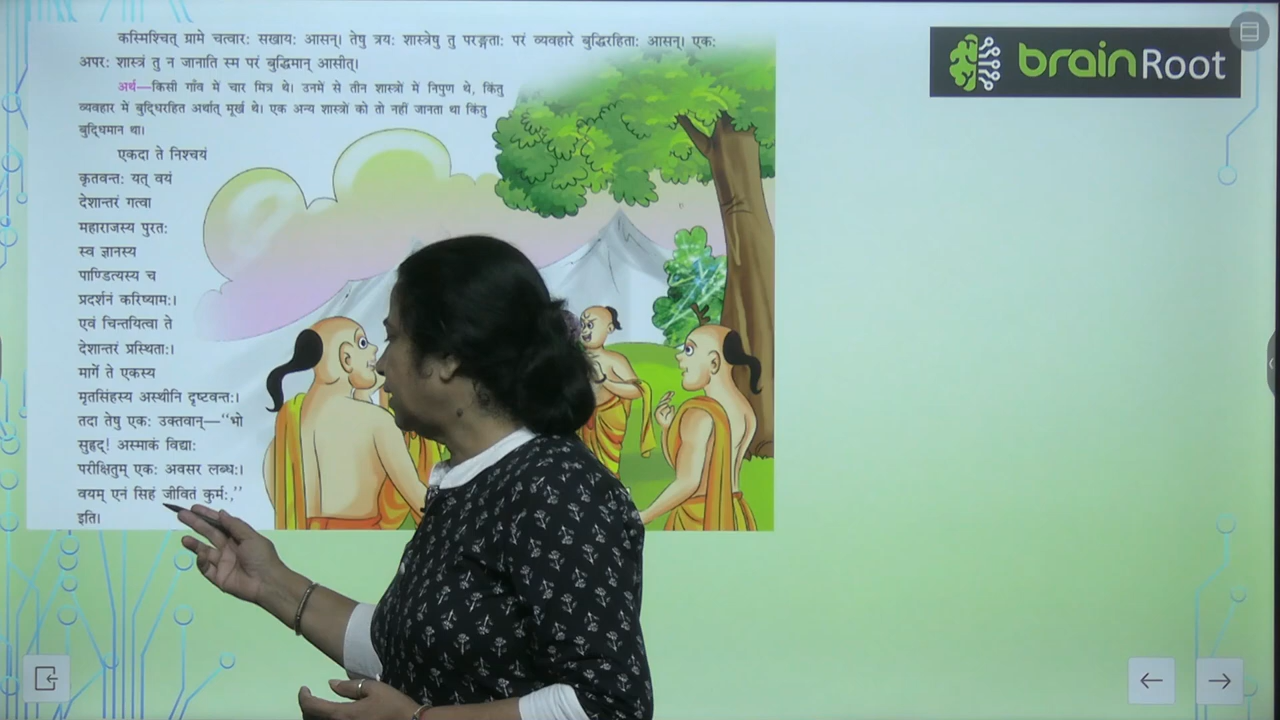 कस्मिंश्चित् ग्रामे चत्वारः सखायः आसन्। तेषु त्रयः शास्त्रेषु तु परङ्गताः परं व्यवहारे बुद्धिरहिताः आसन्। एकः
अपरः शास्त्रं तु न जानाति स्म परं बुद्धिमान् आसीत्।
अर्थ—किसी गाँव में चार मित्र थे। उनमें से तीन शास्त्रों में निपुण थे, किंतु
व्यवहार में बुद्धिरहित अर्थात् मूर्ख थे। एक अन्य शास्त्रों को तो नहीं जानता था किंतु
बुद्धिमान था।
एकदा ते निश्चयं
कृतवन्तः यत् वयं
देशान्तरं गत्वा
महाराजस्य पुरतः
स्व ज्ञानस्य
पाण्डित्यस्य च
प्रदर्शनं करिष्यामः।
एवं चिन्तयित्वा ते
देशान्तरं प्रस्थिताः।
मार्गे ते एकस्य
मृतसिंहस्य अस्थीनि दृष्टवन्तः।
तदा तेषु एकः उक्तवान्—“भो
सुहृद्! अस्माकं विद्याः
परीक्षितुम् एकः अवसर लब्धः।
वयम् एनं सिहं जीवितं कुर्मः,”
इति।
brainRoot